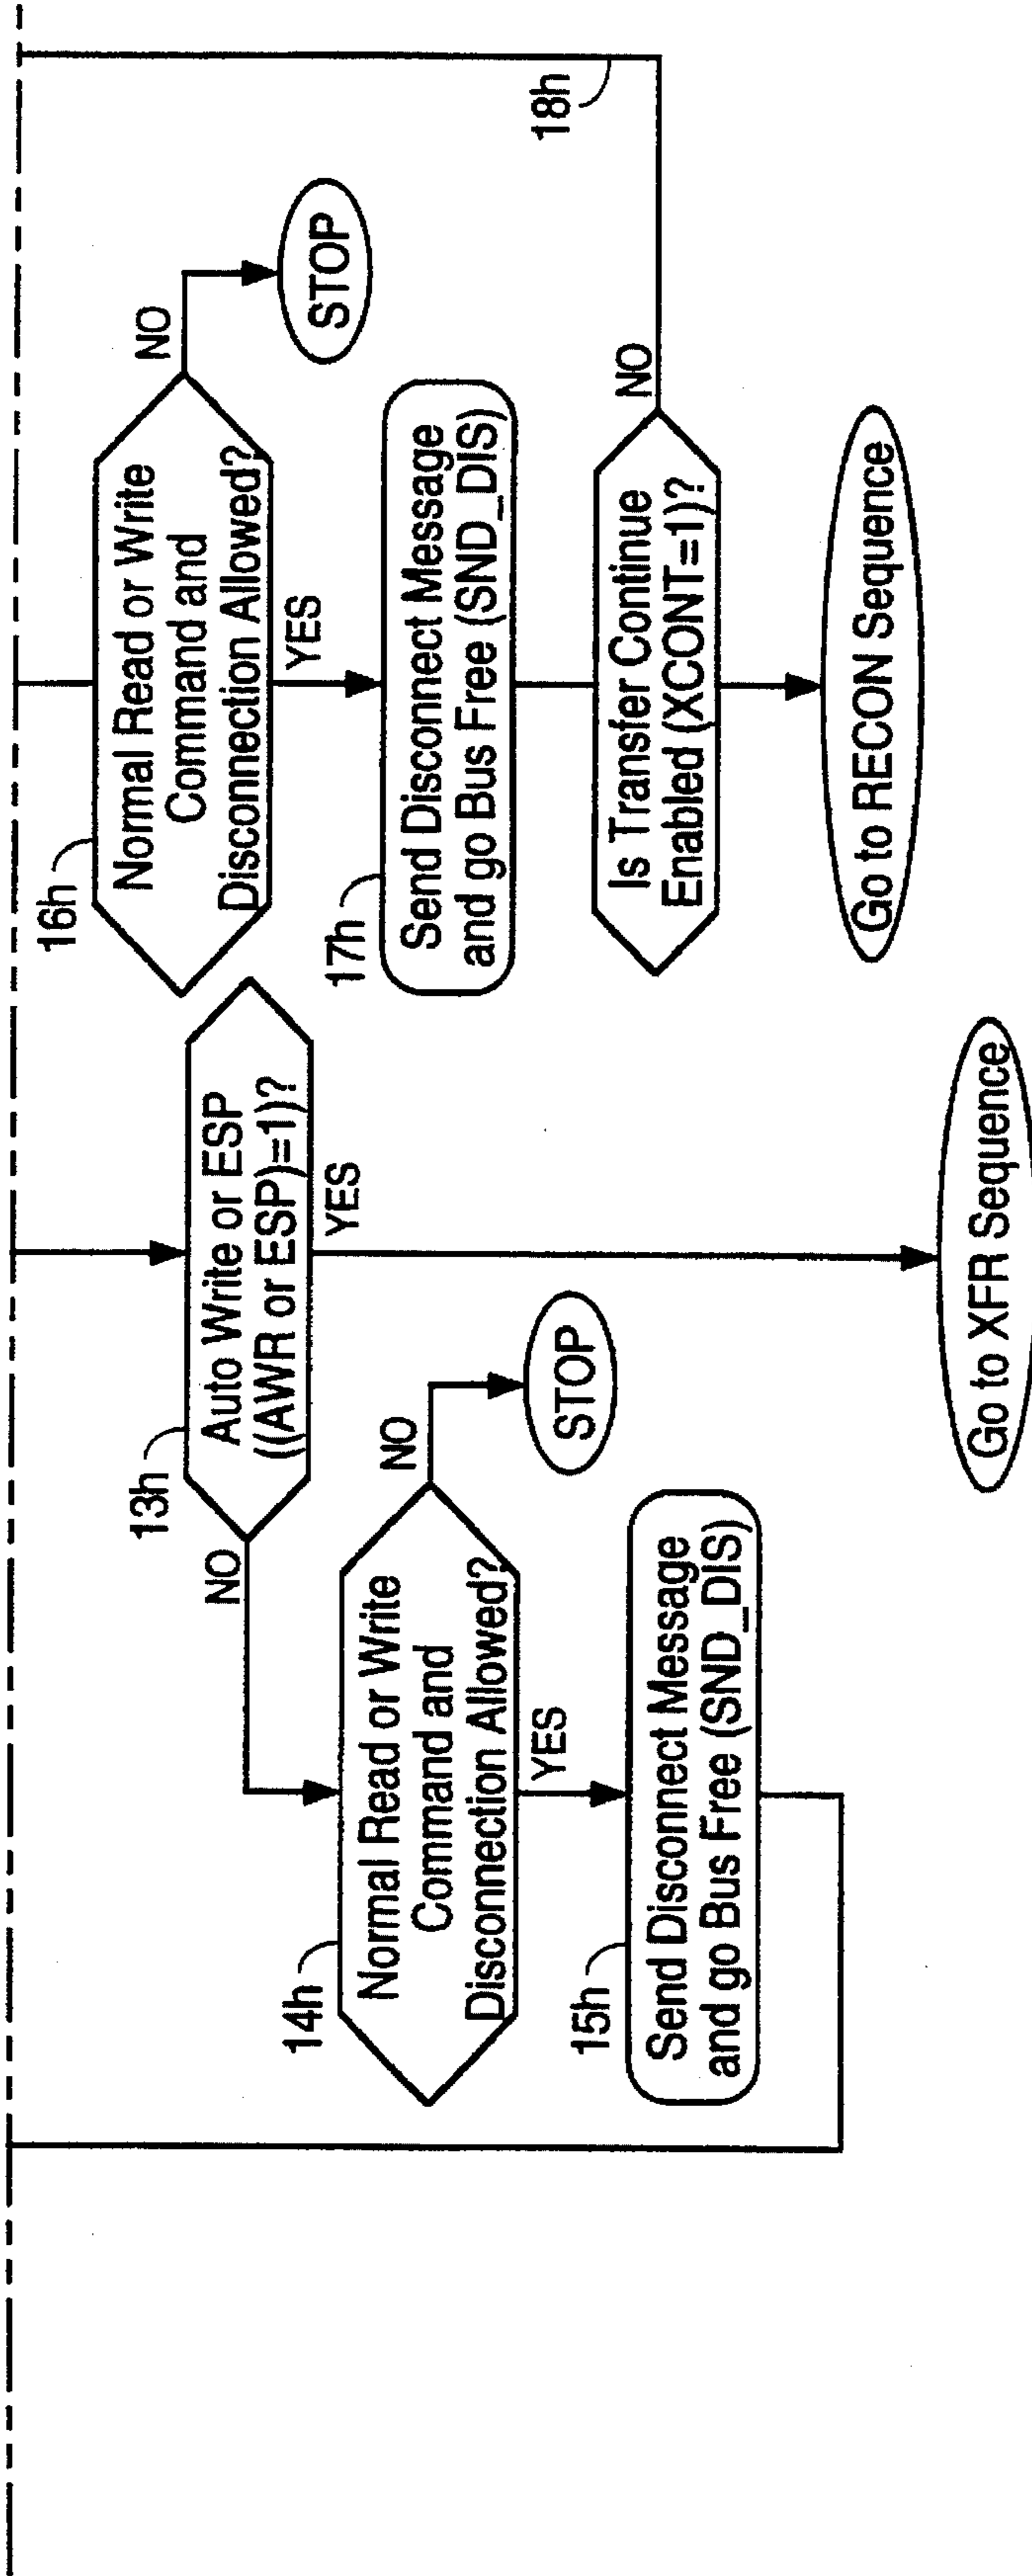 13h
Auto Write or ESP
((AWR or ESP)=1)?
NO
YES
14h
Normal Read or Write
Command and
Disconnection Allowed?
NO
STOP
YES
15h
Send Disconnect Message
and go Bus Free (SND_DIS)
Go to XFR Sequence
16h
Normal Read or Write
Command and
Disconnection Allowed?
NO
STOP
YES
17h
Send Disconnect Message
and go Bus Free (SND_DIS)
Is Transfer Continue
Enabled (XCONT=1)?
NO
18h
Go to RECON Sequence